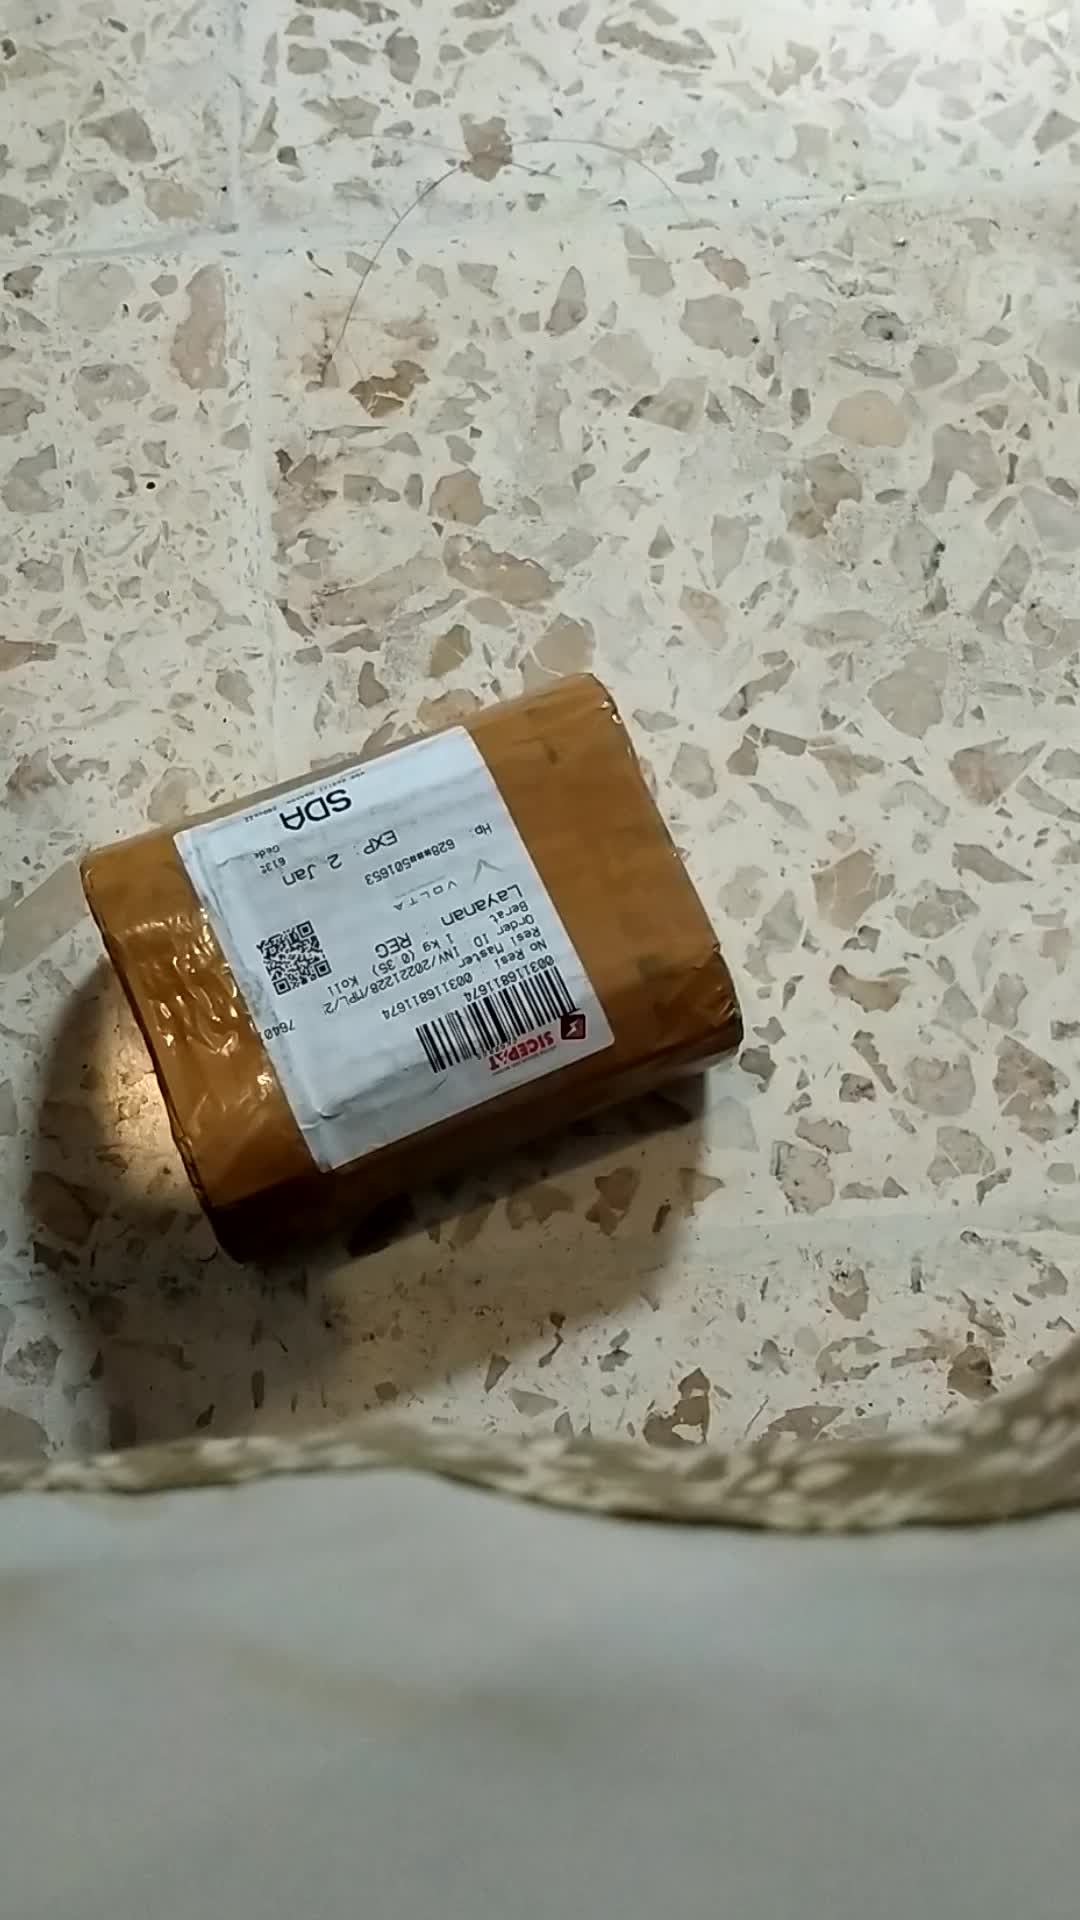 SICEPAT
No Resi 003116811674
Resi Master 003116811674
Order ID INV/20221228/MPL/2
Berat : 1 kg (0.35) Koli
Layanan : REG
VOLTA
Hp: 628***501653
EXP: 2 Jan
SDA